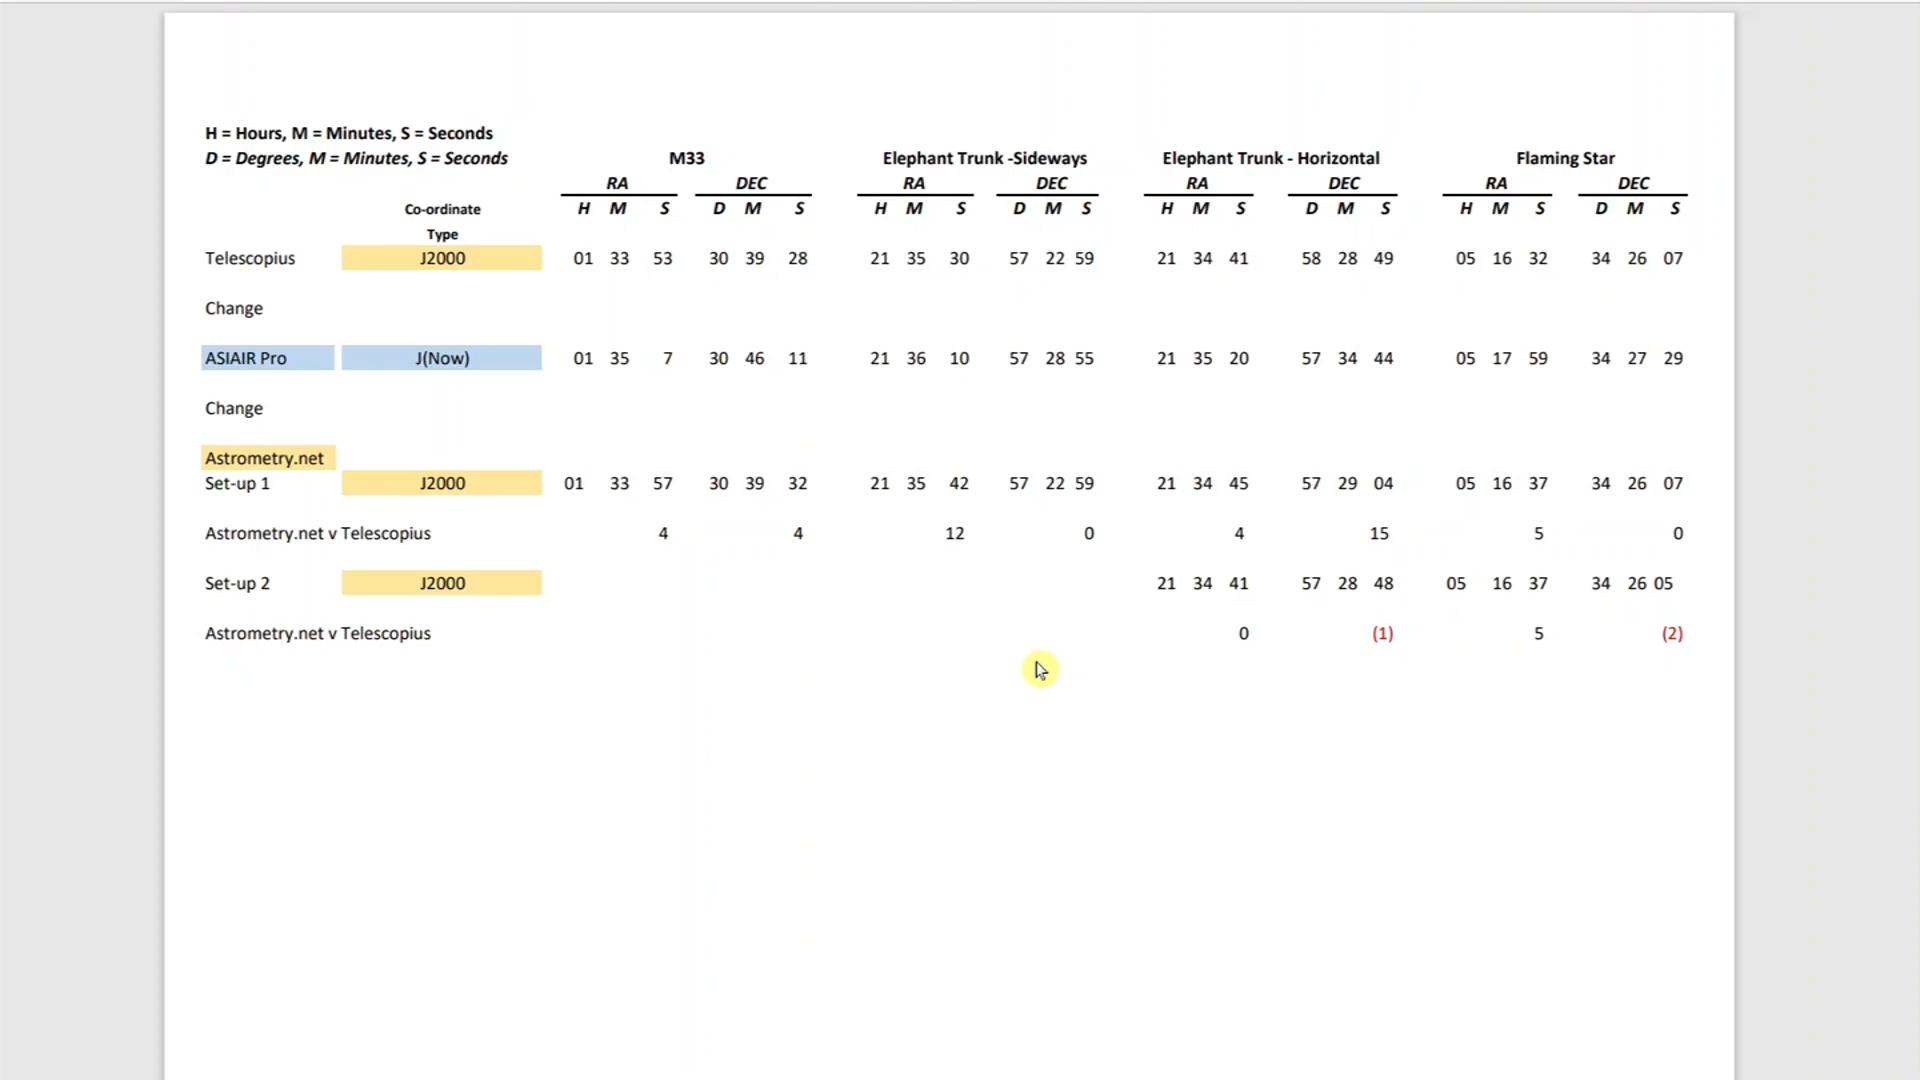 H = Hours, M = Minutes, S = Seconds
D = Degrees, M = Minutes, S = Seconds M33 Elephant Trunk -Sideways Elephant Trunk - Horizontal Flaming Star
RA DEC RA DEC RA DEC RA DEC
Co-ordinate H M S D M S H M S D M S H M S D M S H M S D M S
Type
Telescopius J2000 01 33 53 30 39 28 21 35 30 57 22 59 21 34 41 58 28 49 05 16 32 34 26 07
Change
ASIAIR Pro J(Now) 01 35 7 30 46 11 21 36 10 57 28 55 21 35 20 57 34 44 05 17 59 34 27 29
Change
Astrometry.net
Set-up 1 J2000 01 33 57 30 39 32 21 35 42 57 22 59 21 34 45 57 29 04 05 16 37 34 26 07
Astrometry.net v Telescopius 4 4 12 0 4 15 5 0
Set-up 2 J2000 21 34 41 57 28 48 05 16 37 34 26 05
Astrometry.net v Telescopius 0 (1) 5 (2)